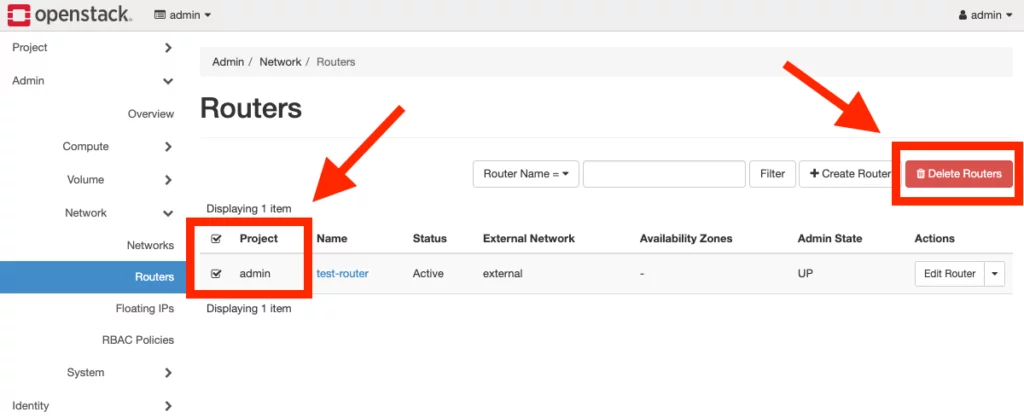 openstack. admin admin
Project
Admin
Overview
Compute
Volume
Network
Networks
Routers
Floating IPs
RBAC Policies
System
Identity
Admin / Network / Routers
Routers
Router Name = Filter Create Router Delete Routers
Displaying 1 item
Project Name Status External Network Availability Zones Admin State Actions
admin test-router Active external - UP Edit Router
Displaying 1 item